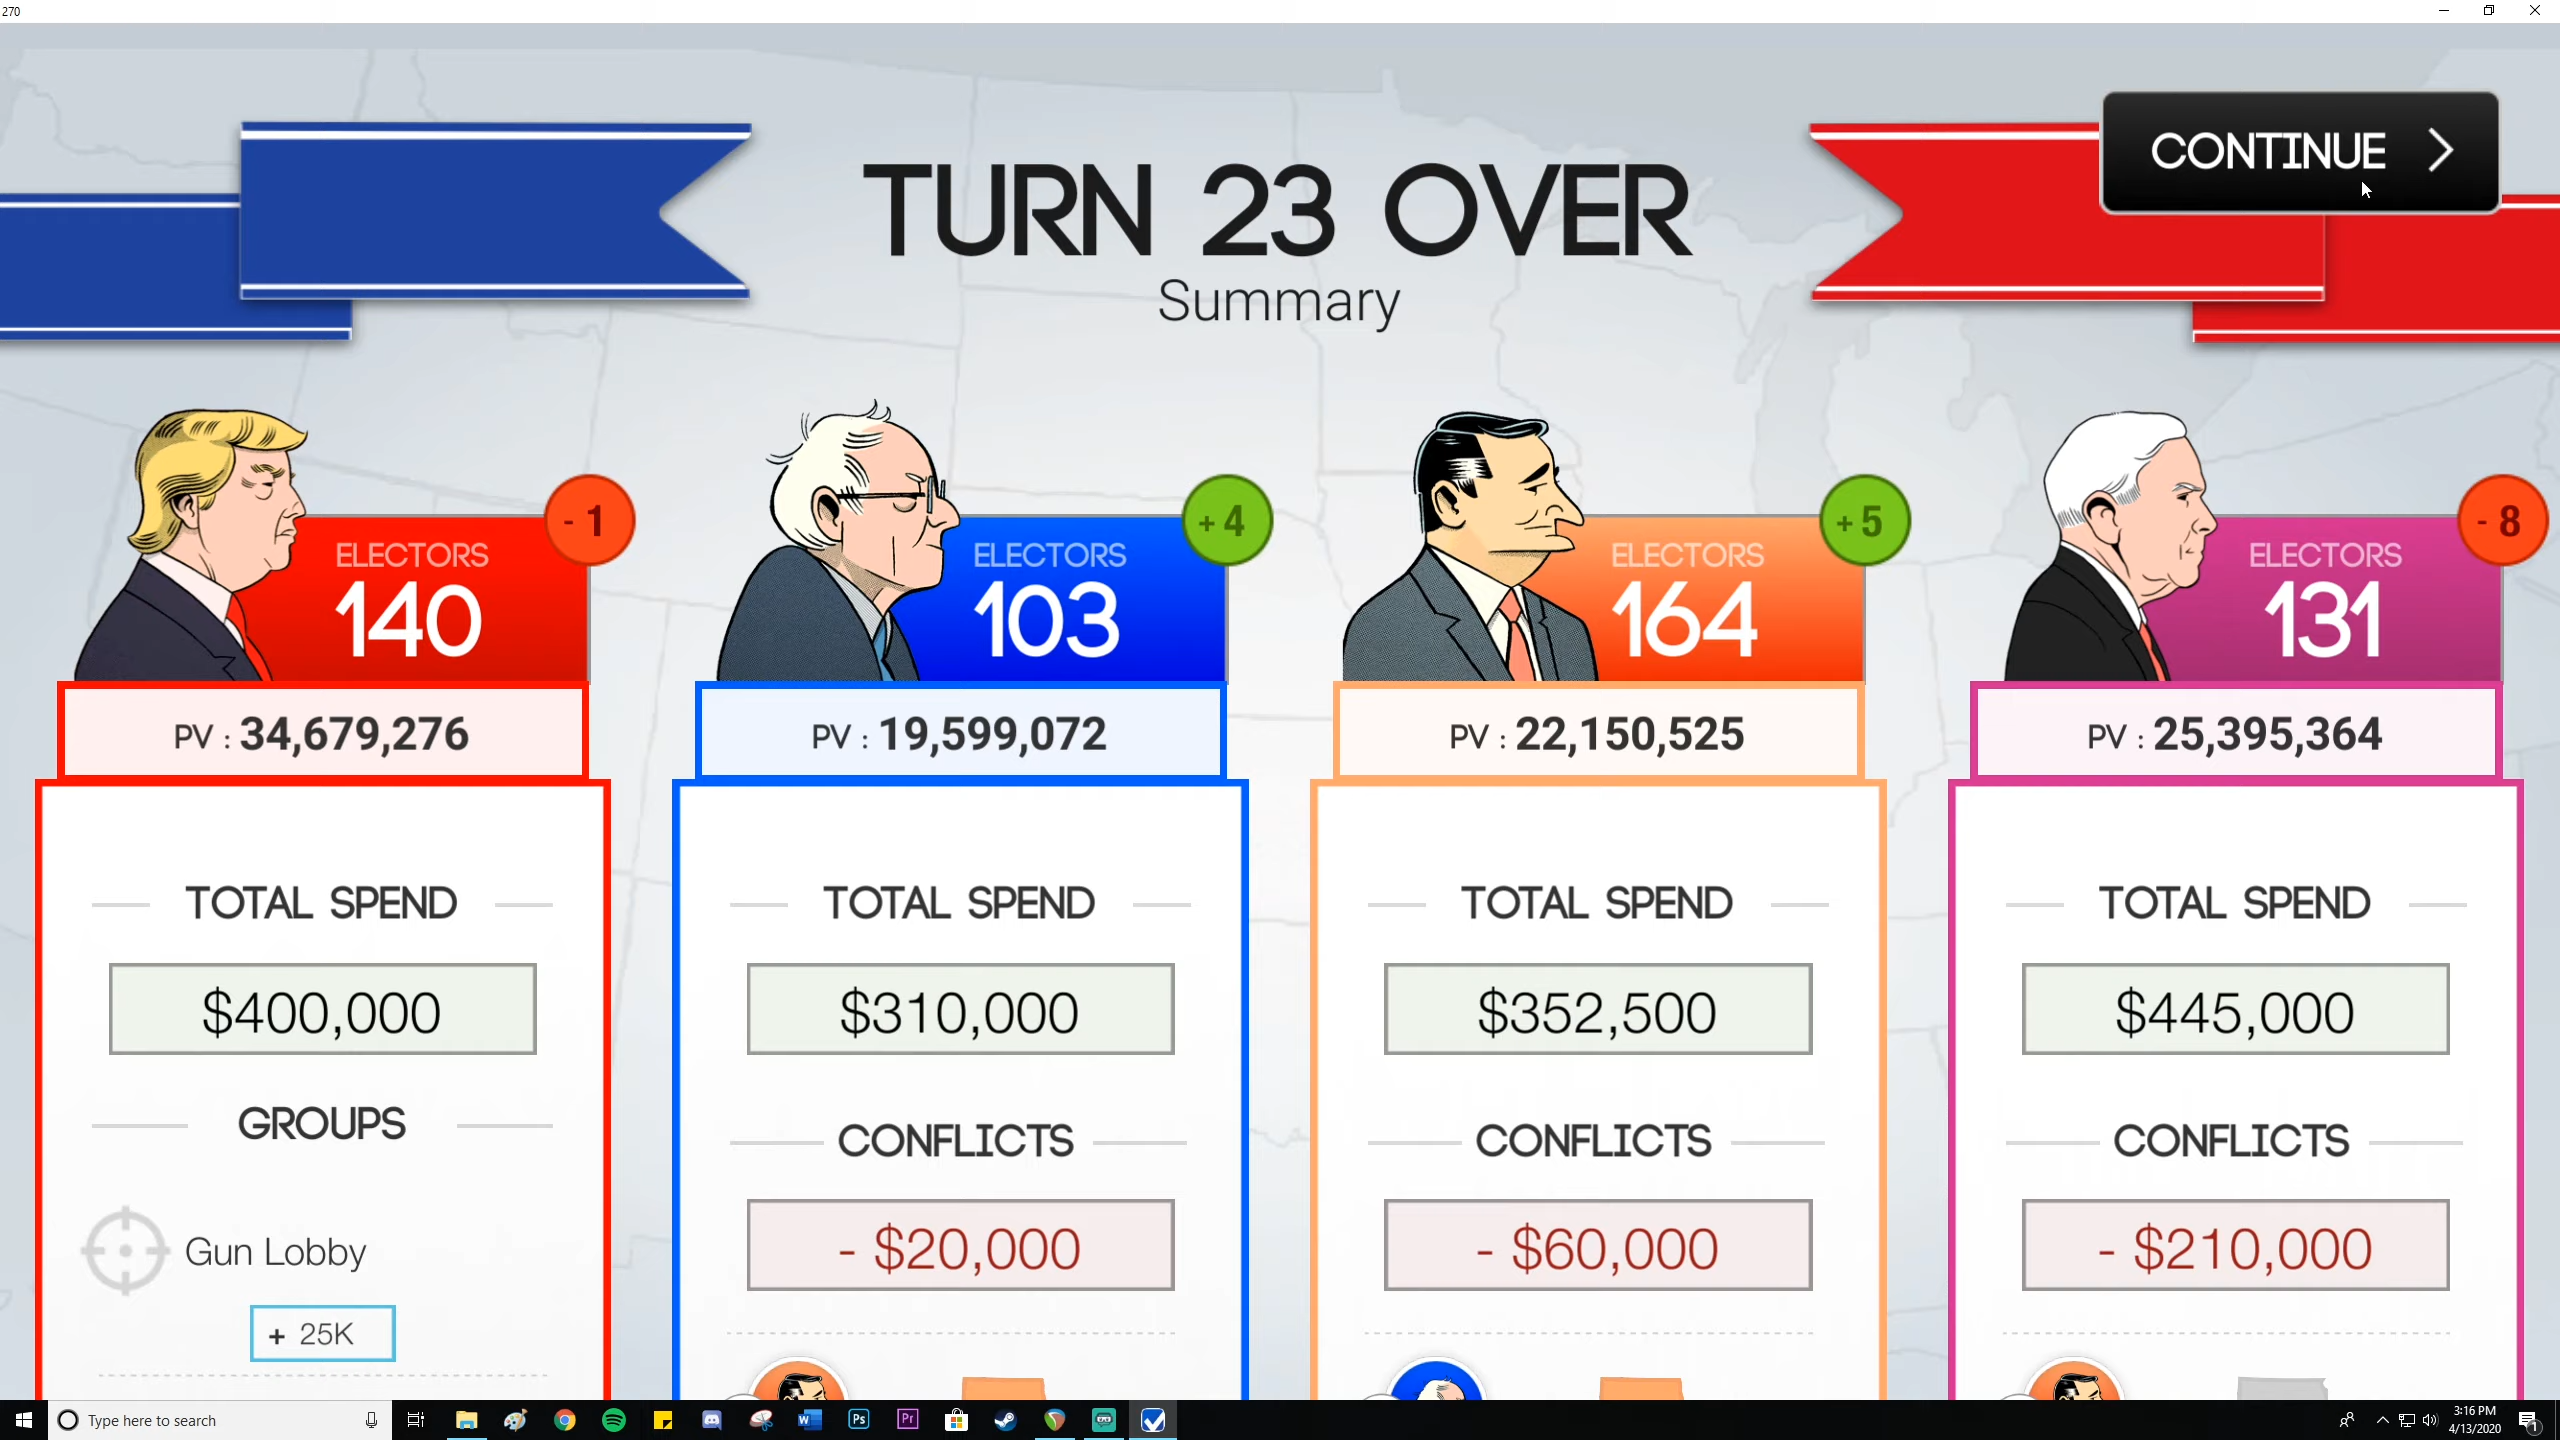 270
CONTINUE
TURN 23 OVER
Summary
- 1
ELECTORS
140
PV : 34,679,276
TOTAL SPEND
$400,000
GROUPS
Gun Lobby
+ 25K
+ 4
ELECTORS
103
PV : 19,599,072
TOTAL SPEND
$310,000
CONFLICTS
- $20,000
+ 5
ELECTORS
164
PV : 22,150,525
TOTAL SPEND
$352,500
CONFLICTS
- $60,000
- 8
ELECTORS
131
PV : 25,395,364
TOTAL SPEND
$445,000
CONFLICTS
- $210,000
Type here to search
W
Ps
Pr
3:16 PM
4/13/2020
1